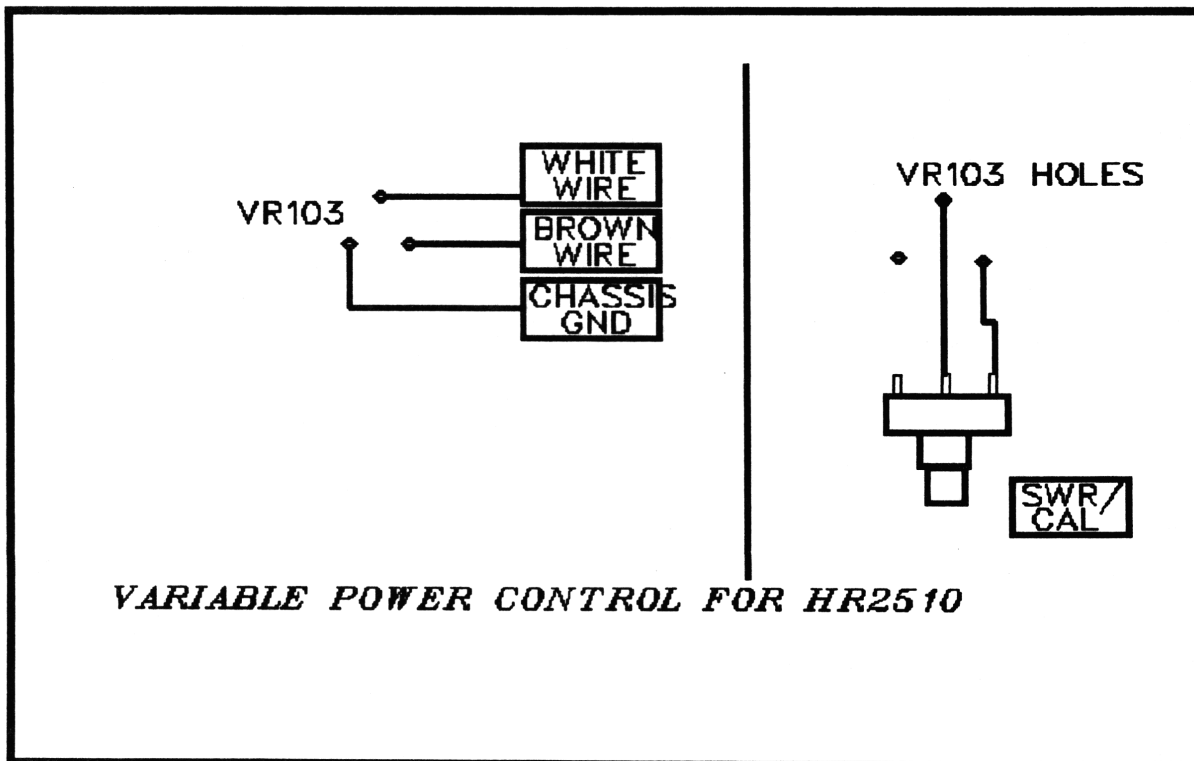 WHITE
WIRE
VR103
BROWN
WIRE
CHASSIS
GND
VR103 HOLES
SWR/
CAL
VARIABLE POWER CONTROL FOR HR2510